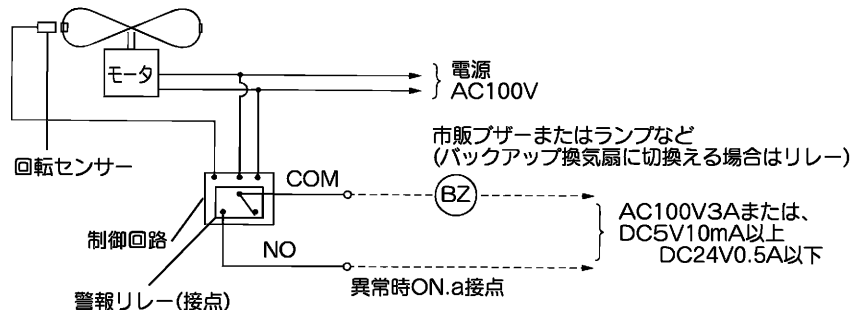 モータ
電源
AC100V
回転センサー
市販ブザーまたはランプなど
(バックアップ換気扇に切換える場合はリレー)
COM
BZ
AC100V3Aまたは、
DC5V10mA以上
DC24V0.5A以下
制御回路
NO
異常時ON.a接点
警報リレー(接点)